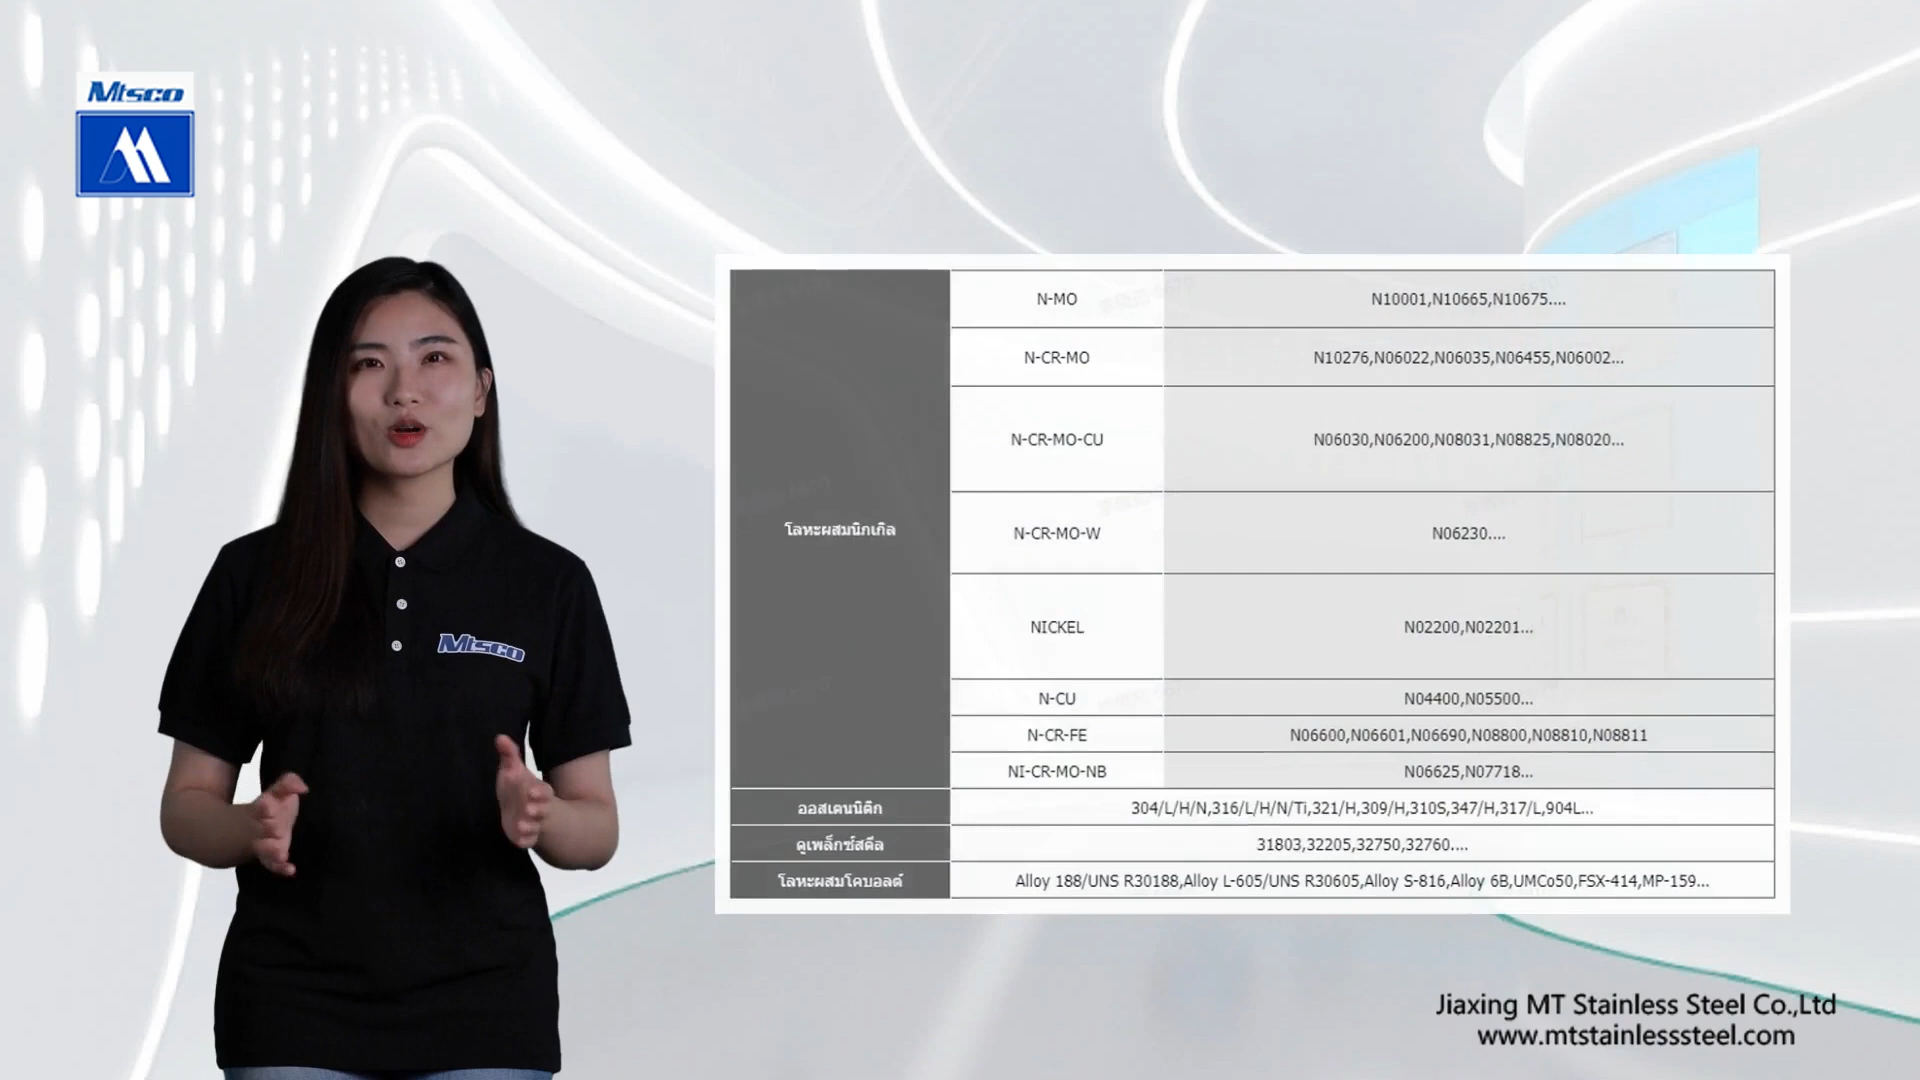 Mtsco
Mtsco
โลหะผสมนิกเกิล
N-MO
N10001,N10665,N10675....
N-CR-MO
N10276,N06022,N06035,N06455,N06002...
N-CR-MO-CU
N06030,N06200,N08031,N08825,N08020...
N-CR-MO-W
N06230....
NICKEL
N02200,N02201...
N-CU
N04400,N05500...
N-CR-FE
N06600,N06601,N06690,N08800,N08810,N08811
NI-CR-MO-NB
N06625,N07718...
ออสเตนนิติก
304/L/H/N,316/L/H/N/Ti,321/H,309/H,310S,347/H,317/L,904L...
ดูเพล็กซ์สตีล
31803,32205,32750,32760....
โลหะผสมโคบอลต์
Alloy 188/UNS R30188,Alloy L-605/UNS R30605,Alloy S-816,Alloy 6B,UMCo50,FSX-414,MP-159...
Jiaxing MT Stainless Steel Co.,Ltd
www.mtstainlesssteel.com